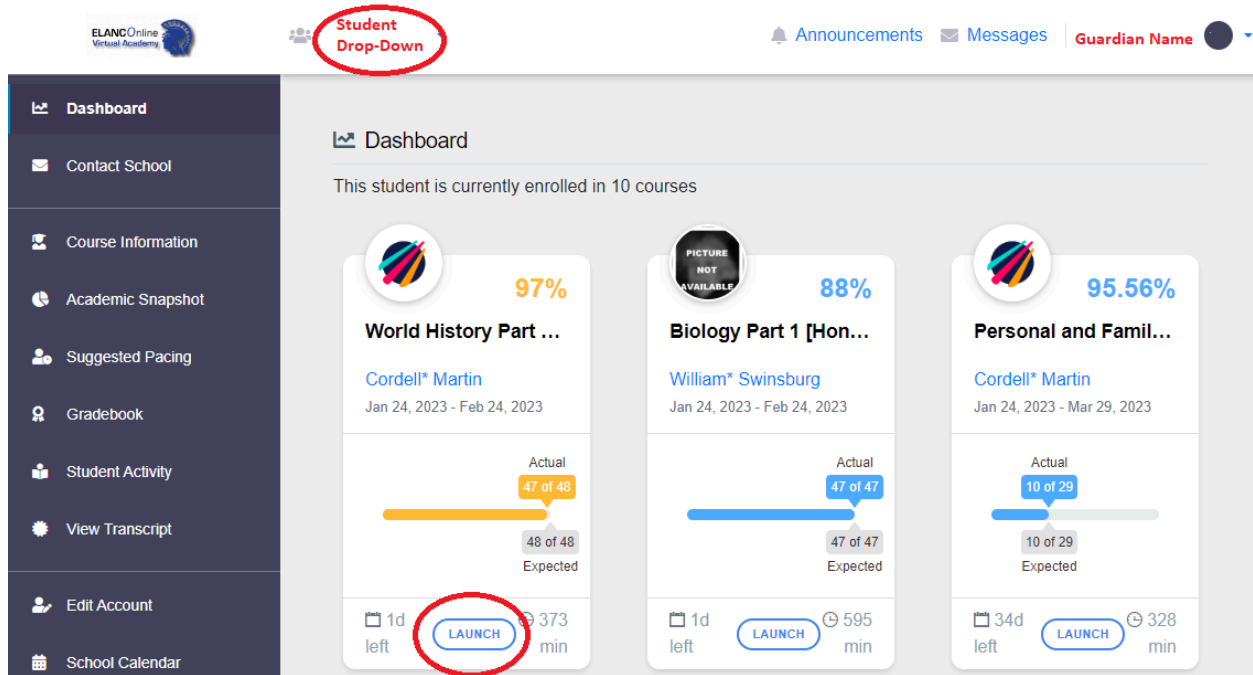 ELANCOnline
Virtual Academy
Student
Drop-Down
Announcements
Messages
Guardian Name
Dashboard
Contact School
Course Information
Academic Snapshot
Suggested Pacing
Gradebook
Student Activity
View Transcript
Edit Account
School Calendar
Dashboard
This student is currently enrolled in 10 courses
97%
World History Part ...
Cordell* Martin
Jan 24, 2023 - Feb 24, 2023
Actual
47 of 48
48 of 48
Expected
1d left
LAUNCH
373 min
PICTURE
NOT
AVAILABLE
88%
Biology Part 1 [Hon...
William* Swinsburg
Jan 24, 2023 - Feb 24, 2023
Actual
47 of 47
47 of 47
Expected
1d left
LAUNCH
595 min
95.56%
Personal and Famil...
Cordell* Martin
Jan 24, 2023 - Mar 29, 2023
Actual
10 of 29
10 of 29
Expected
34d left
LAUNCH
328 min